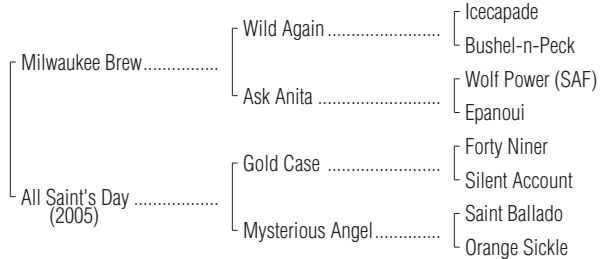 Icecapade
Wild Again ........................
Bushel-n-Peck
Milwaukee Brew................
Wolf Power (SAF)
Ask Anita ..........................
Epanoui
Forty Niner
Gold Case ........................
Silent Account
All Saint's Day ..................
(2005)
Saint Ballado
Mysterious Angel..............
Orange Sickle